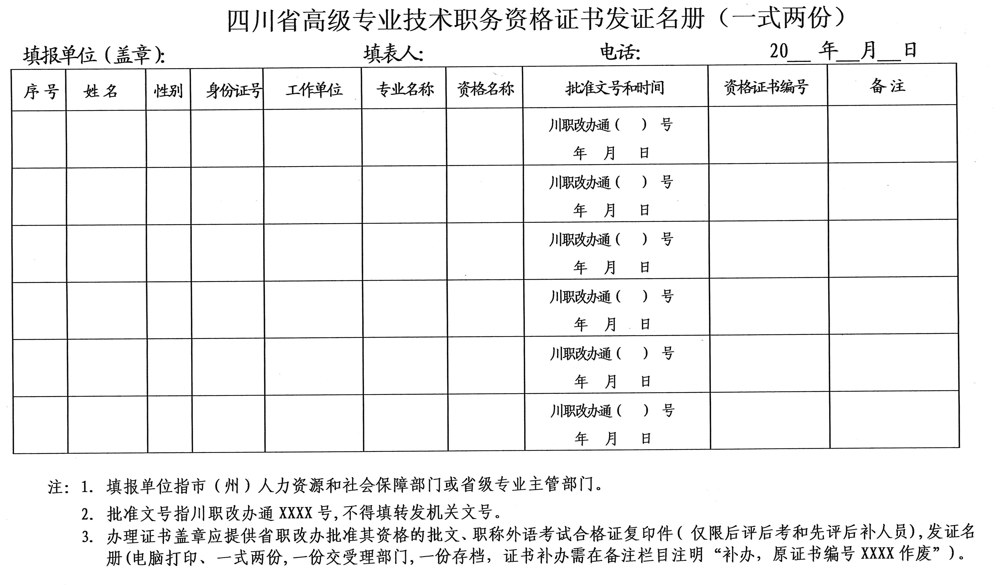 四川省高级专业技术职务资格证书发证名册（一式两份）
填报单位（盖章）： 填表人： 电话： 20___ 年___月___日
序 号 姓 名 性别 身份证号 工作单位 专业名称 资格名称 批准文号和时间 资格证书编号 备 注
川职改办通（ ） 号
年 月 日
川职改办通（ ） 号
年 月 日
川职改办通（ ） 号
年 月 日
川职改办通（ ） 号
年 月 日
川职改办通（ ） 号
年 月 日
川职改办通（ ） 号
年 月 日
注：1. 填报单位指市（州）人力资源和社会保障部门或省级专业主管部门。
2. 批准文号指川职改办通 XXXX 号,不得填转发机关文号。
3. 办理证书盖章应提供省职改办批准其资格的批文、职称外语考试合格证复印件( 仅限后评后考和先评后补人员),发证名
册(电脑打印、一式两份,一份交受理部门,一份存档，证书补办需在备注栏目注明“补办，原证书编号 XXXX 作废”)。